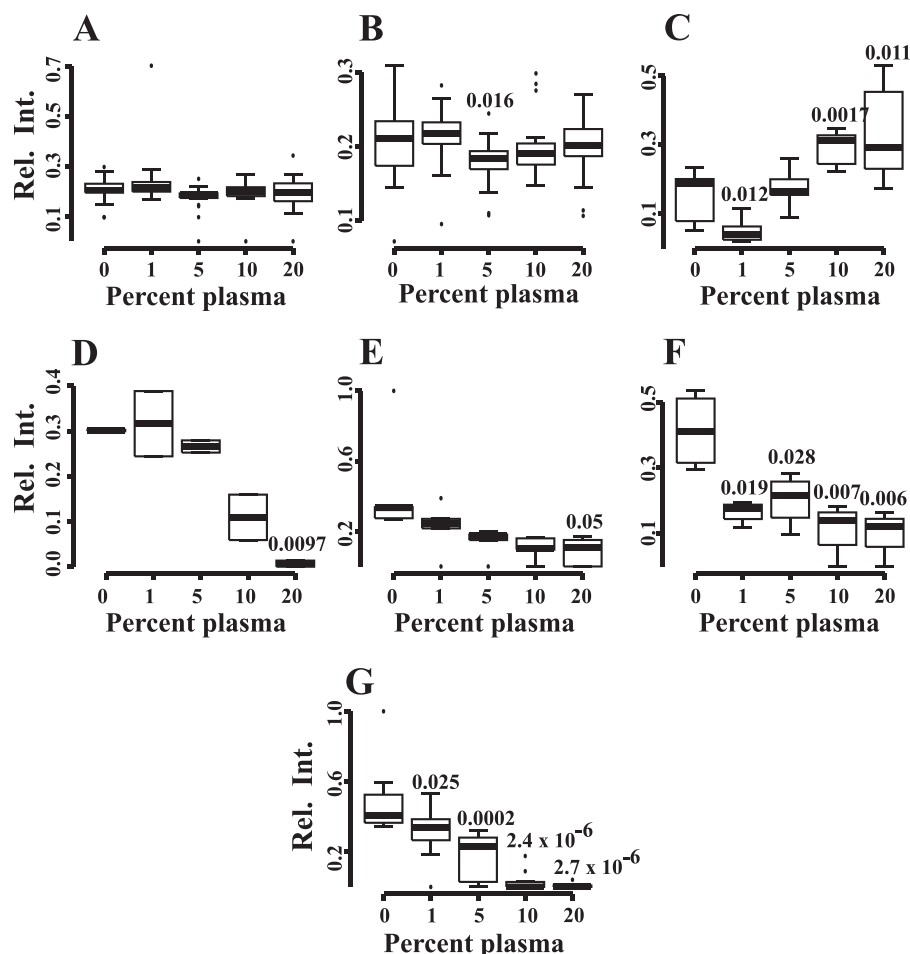 A
B
C
Rel. Int.
0.7
0.5
0.3
0.1
0 1 5 10 20
Percent plasma
0.3
0.2
0.1
0.016
0 1 5 10 20
Percent plasma
0.5
0.3
0.1
0.012
0.0017
0.011
0 1 5 10 20
Percent plasma
D
E
F
Rel. Int.
0.4
0.3
0.2
0.1
0.0
0.0097
0 1 5 10 20
Percent plasma
1.0
0.6
0.2
0.05
0 1 5 10 20
Percent plasma
0.5
0.3
0.1
0.019
0.028
0.007
0.006
0 1 5 10 20
Percent plasma
G
Rel. Int.
1.0
0.6
0.2
0.025
0.0002
2.4 x 10⁻⁶
2.7 x 10⁻⁶
0 1 5 10 20
Percent plasma